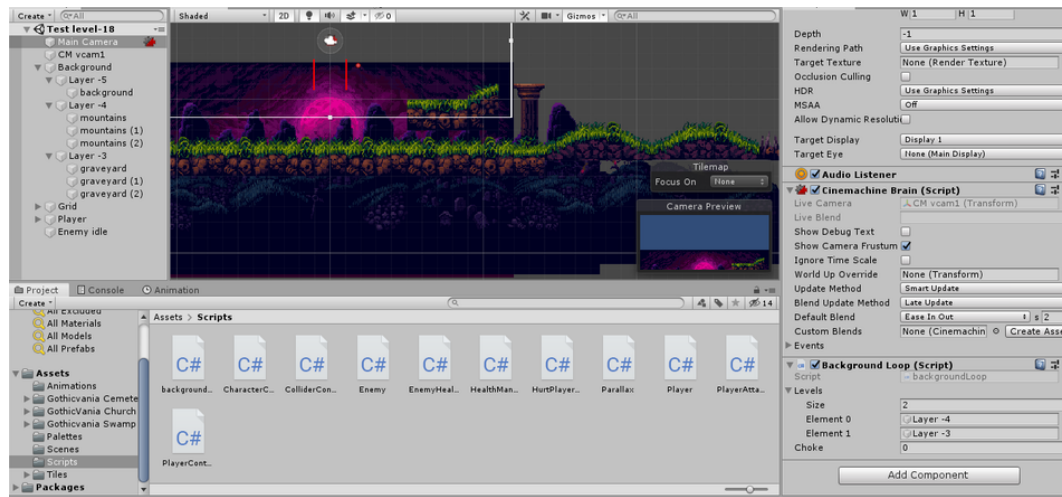 Create
All
Test level-18
Main Camera
CM vcam1
Background
Layer -5
background
Layer -4
mountains
mountains (1)
mountains (2)
Layer -3
graveyard
graveyard (1)
graveyard (2)
Grid
Player
Enemy idle
Shaded
2D
0
Gizmos
All
Tilemap
Focus On
None
Camera Preview
Project
Console
Animation
Create
14
All Excluded
All Materials
All Models
All Prefabs
Assets
Animations
GothicVania Cemete
GothicVania Church
Gothicvania Swamp
Palettes
Scenes
Scripts
Tiles
Packages
Assets > Scripts
C# C# C# C# C# C# C# C# C# C#
background... CharacterC... ColliderCon... Enemy EnemyHeal... HealthMan... HurtPlayer... Parallax Player PlayerAtta...
C#
PlayerCont...
W 1 H 1
Depth -1
Rendering Path Use Graphics Settings
Target Texture None (Render Texture)
Occlusion Culling
HDR Use Graphics Settings
MSAA Off
Allow Dynamic Resoluti
Target Display Display 1
Target Eye None (Main Display)
Audio Listener
Cinemachine Brain (Script)
Live Camera CM vcam1 (Transform)
Live Blend
Show Debug Text
Show Camera Frustum
Ignore Time Scale
World Up Override None (Transform)
Update Method Smart Update
Blend Update Method Late Update
Default Blend Ease In Out s 2
Custom Blends None (Cinemachin Create Asse
Events
Background Loop (Script)
Script backgroundLoop
Levels
Size 2
Element 0 Layer -4
Element 1 Layer -3
Choke 0
Add Component